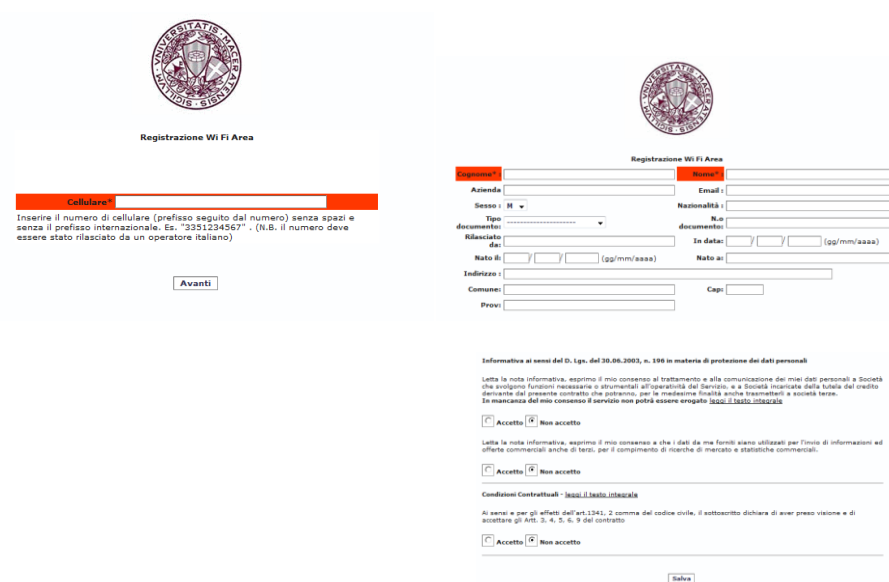 VNIVERSITATIS MACERATENSIS SIGILLVM
Registrazione Wi Fi Area
Cellulare*
Inserire il numero di cellulare (prefisso seguito dal numero) senza spazi e
senza il prefisso internazionale. Es. "3351234567" . (N.B. il numero deve
essere stato rilasciato da un operatore italiano)
Avanti
VNIVERSITATIS MACERATENSIS SIGILLVM
Registrazione Wi Fi Area
Cognome* : Nome* :
Azienda Email :
Sesso : M Nazionalità :
Tipo documento: -------------------- N.o documento:
Rilasciato da: In data: / / (gg/mm/aaaa)
Nato il: / / (gg/mm/aaaa) Nato a:
Indirizzo :
Comune: Cap:
Prov:
Informativa ai sensi del D. Lgs. del 30.06.2003, n. 196 in materia di protezione dei dati personali
Letta la nota informativa, esprimo il mio consenso al trattamento e alla comunicazione dei miei dati personali a Società
che svolgono funzioni necessarie o strumentali all'operatività del Servizio, e a Società incaricate della tutela del credito
derivante dal presente contratto che potranno, per le medesime finalità anche trasmetterli a società terze.
In mancanza del mio consenso il servizio non potrà essere erogato leggi il testo integrale
Accetto Non accetto
Letta la nota informativa, esprimo il mio consenso a che i dati da me forniti siano utilizzati per l'invio di informazioni ed
offerte commerciali anche di terzi, per il compimento di ricerche di mercato e statistiche commerciali.
Accetto Non accetto
Condizioni Contrattuali - leggi il testo integrale
Ai sensi e per gli effetti dell'art.1341, 2 comma del codice civile, il sottoscritto dichiara di aver preso visione e di
accettare gli Artt. 3, 4, 5, 6, 9 del contratto
Accetto Non accetto
Salva